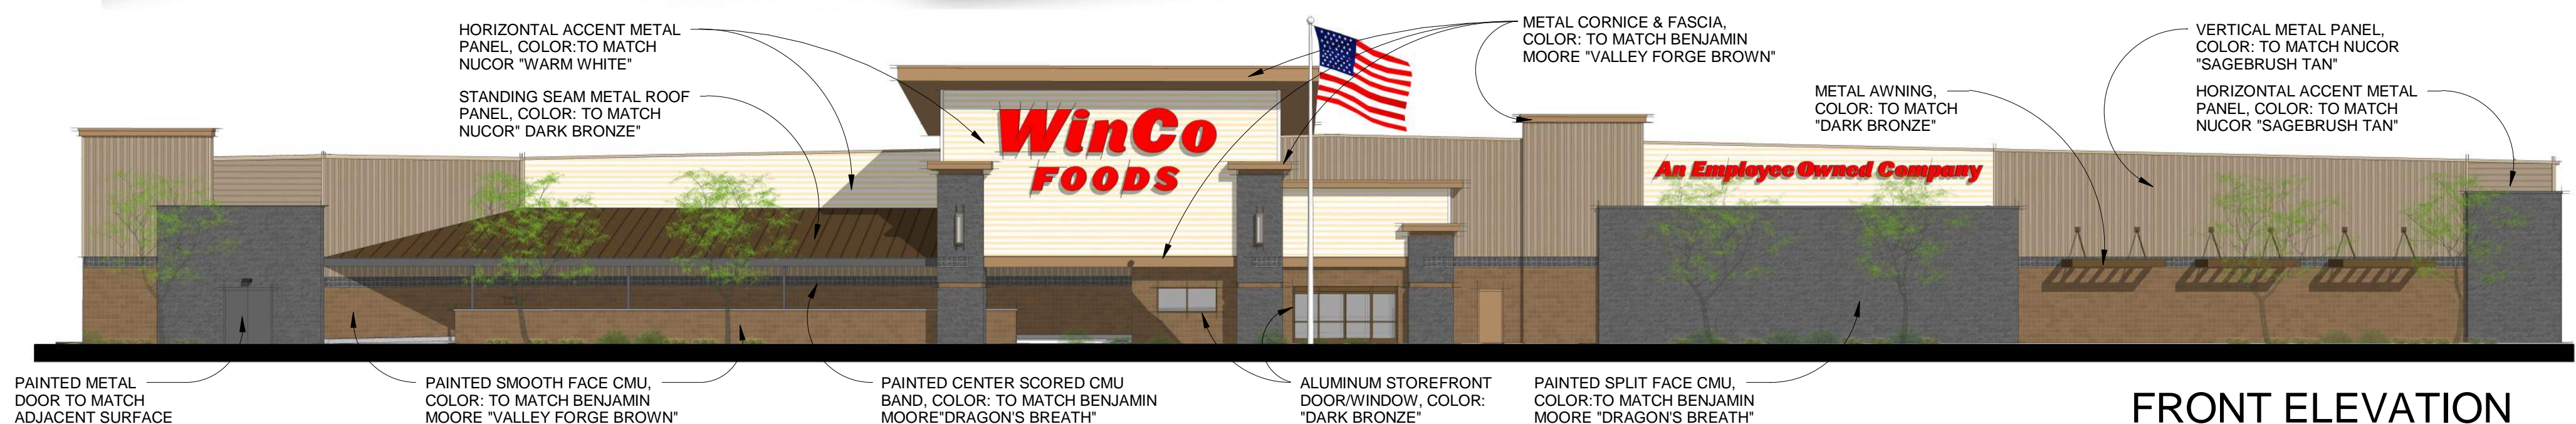 HORIZONTAL ACCENT METAL
PANEL, COLOR:TO MATCH
NUCOR "WARM WHITE"
STANDING SEAM METAL ROOF
PANEL, COLOR: TO MATCH
NUCOR" DARK BRONZE"
METAL CORNICE & FASCIA,
COLOR: TO MATCH BENJAMIN
MOORE "VALLEY FORGE BROWN"
METAL AWNING,
COLOR: TO MATCH
"DARK BRONZE"
VERTICAL METAL PANEL,
COLOR: TO MATCH NUCOR
"SAGEBRUSH TAN"
HORIZONTAL ACCENT METAL
PANEL, COLOR: TO MATCH
NUCOR "SAGEBRUSH TAN"
WinCo
FOODS
An Employee Owned Company
PAINTED METAL
DOOR TO MATCH
ADJACENT SURFACE
PAINTED SMOOTH FACE CMU,
COLOR: TO MATCH BENJAMIN
MOORE "VALLEY FORGE BROWN"
PAINTED CENTER SCORED CMU
BAND, COLOR: TO MATCH BENJAMIN
MOORE"DRAGON'S BREATH"
ALUMINUM STOREFRONT
DOOR/WINDOW, COLOR:
"DARK BRONZE"
PAINTED SPLIT FACE CMU,
COLOR:TO MATCH BENJAMIN
MOORE "DRAGON'S BREATH"
FRONT ELEVATION